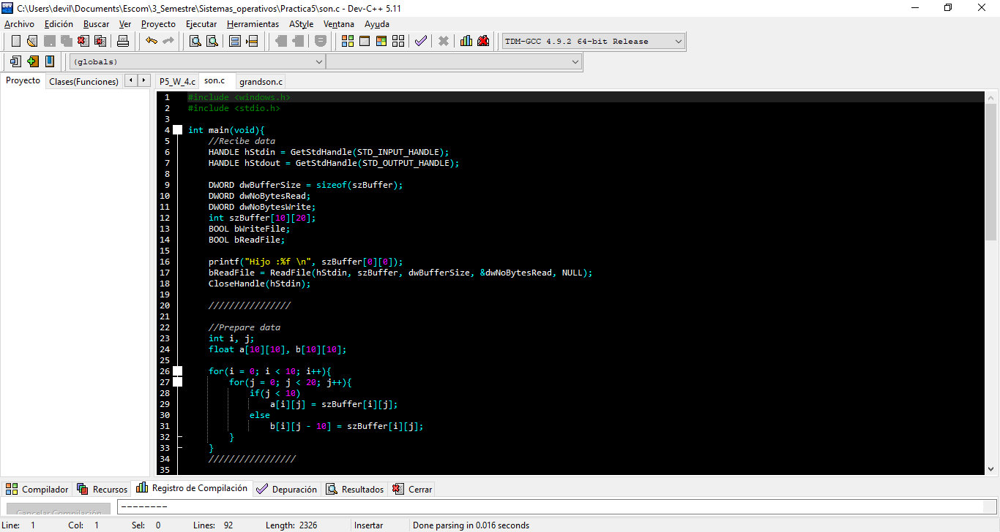 C:\Users\devil\Documents\Escom\3_Semestre\Sistemas_operativos\Practica5\son.c - Dev-C++ 5.11
Archivo Edición Buscar Ver Proyecto Ejecutar Herramientas AStyle Ventana Ayuda
TDM-GCC 4.9.2 64-bit Release
(globals)
Proyecto Clases(Funciones) P5_W_4.c son.c grandson.c
1 #include <windows.h>
2 #include <stdio.h>
3
4 int main(void){
5 //Recibe data
6 HANDLE hStdin = GetStdHandle(STD_INPUT_HANDLE);
7 HANDLE hStdout = GetStdHandle(STD_OUTPUT_HANDLE);
8
9 DWORD dwBufferSize = sizeof(szBuffer);
10 DWORD dwNoBytesRead;
11 DWORD dwNoBytesWrite;
12 int szBuffer[10][20];
13 BOOL bWriteFile;
14 BOOL bReadFile;
15
16 printf("Hijo :%f \n", szBuffer[0][0]);
17 bReadFile = ReadFile(hStdin, szBuffer, dwBufferSize, &dwNoBytesRead, NULL);
18 CloseHandle(hStdin);
19
20 ////////////////
21
22 //Prepare data
23 int i, j;
24 float a[10][10], b[10][10];
25
26 for(i = 0; i < 10; i++){
27 for(j = 0; j < 20; j++){
28 if(j < 10)
29 a[i][j] = szBuffer[i][j];
30 else
31 b[i][j - 10] = szBuffer[i][j];
32 }
33 }
34 /////////////////
35
Compilador Recursos Registro de Compilación Depuración Resultados Cerrar
Cancelar Compilación --------
Line: 1 Col: 1 Sel: 0 Lines: 92 Length: 2326 Insertar Done parsing in 0.016 seconds